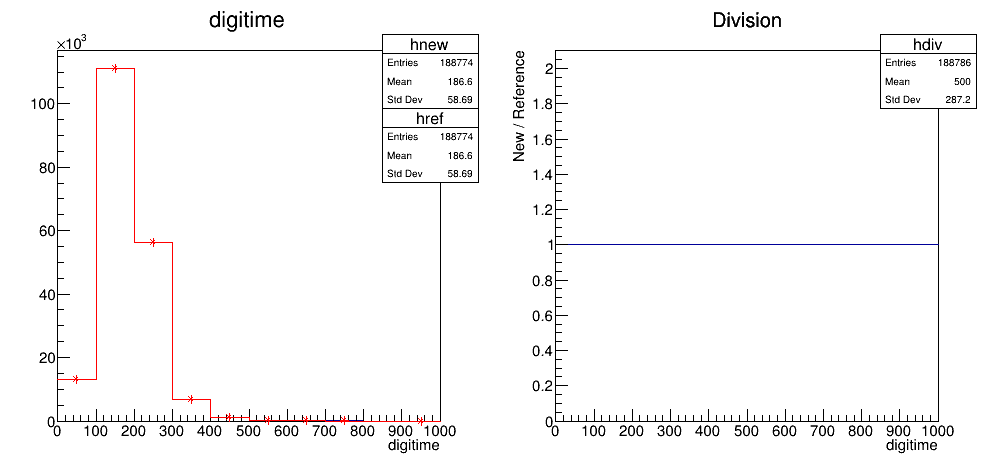 digitime
×10³
hnew
Entries 188774
Mean 186.6
Std Dev 58.69
href
Entries 188774
Mean 186.6
Std Dev 58.69
100
80
60
40
20
0
0 100 200 300 400 500 600 700 800 900 1000
digitime
Division
hdiv
Entries 188786
Mean 500
Std Dev 287.2
New / Reference
2
1.8
1.6
1.4
1.2
1
0.8
0.6
0.4
0.2
0
0 100 200 300 400 500 600 700 800 900 1000
digitime